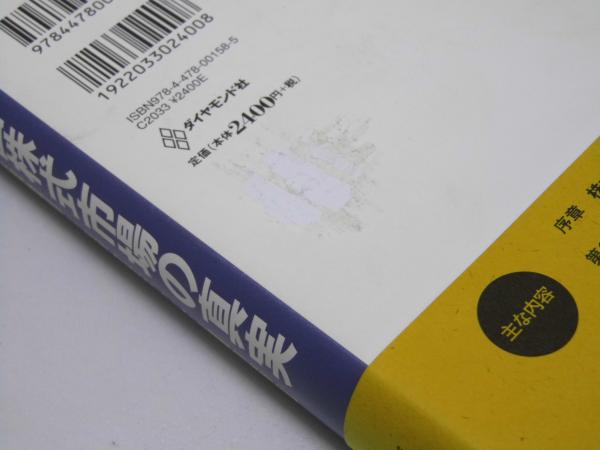 9784478001
1922033024008
ISBN978-4-478-00158-5
C2033 ¥2400E
ダイヤモンド社
定価(本体2400円+税)
株式市場の真実
主な内容
序章
第